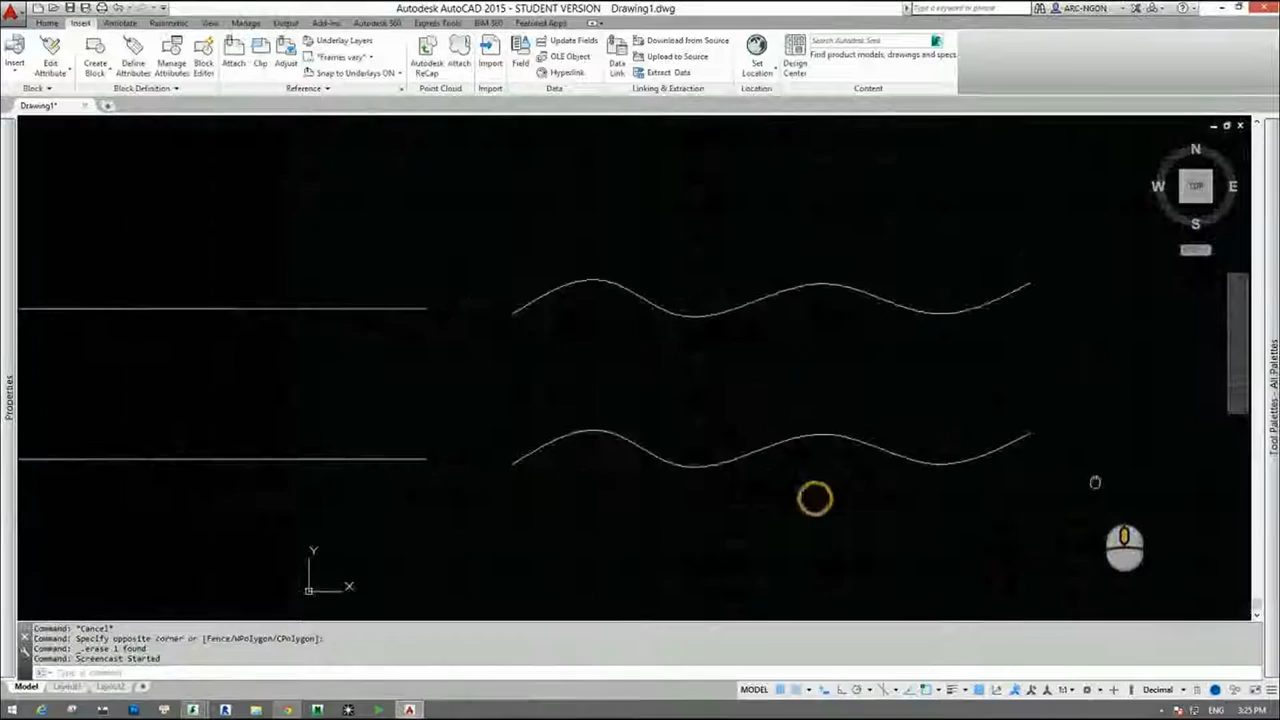 Autodesk AutoCAD 2015 - STUDENT VERSION Drawing1.dwg
Type a keyword or phrase
ARC-NGON
Home Insert Annotate Parametric View Manage Output Add-ins Autodesk 360 Express Tools BIM 360 Featured Apps
Insert
Edit Attribute
Create Block
Define Attributes
Manage Attributes
Block Editor
Attach
Clip
Adjust
Underlay Layers
*Frames vary*
Snap to Underlays ON
Autodesk ReCap
Attach
Import
Field
Update Fields
OLE Object
Hyperlink
Data Link
Download from Source
Upload to Source
Extract Data
Set Location
Design Center
Search Autodesk Seek
Find product models, drawings and specs
Block
Block Definition
Reference
Point Cloud
Import
Data
Linking & Extraction
Location
Content
Drawing1*
N
W TOP E
S
Properties
Tool Palettes - All Palettes
Y
X
Command: *Cancel*
Command: Specify opposite corner or [Fence/WPolygon/CPolygon]:
Command: _.erase 1 found
Command: Screencast Started
Type a command
Model Layout1 Layout2
MODEL
Decimal
ENG 3:25 PM